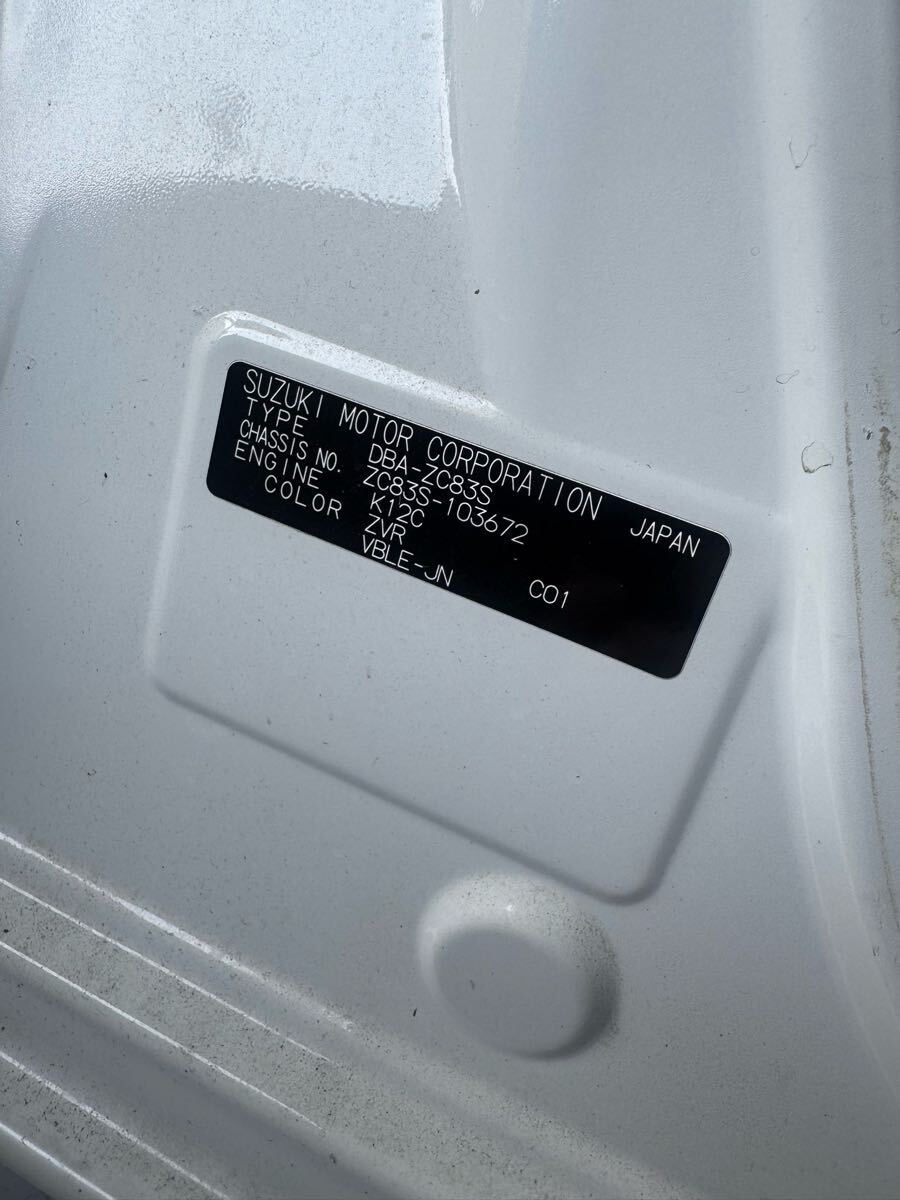 SUZUKI MOTOR CORPORATION JAPAN
TYPE DBA-ZC83S
CHASSIS NO. ZC83S-103672
ENGINE K12C
COLOR ZVR
VBLE-JN C01